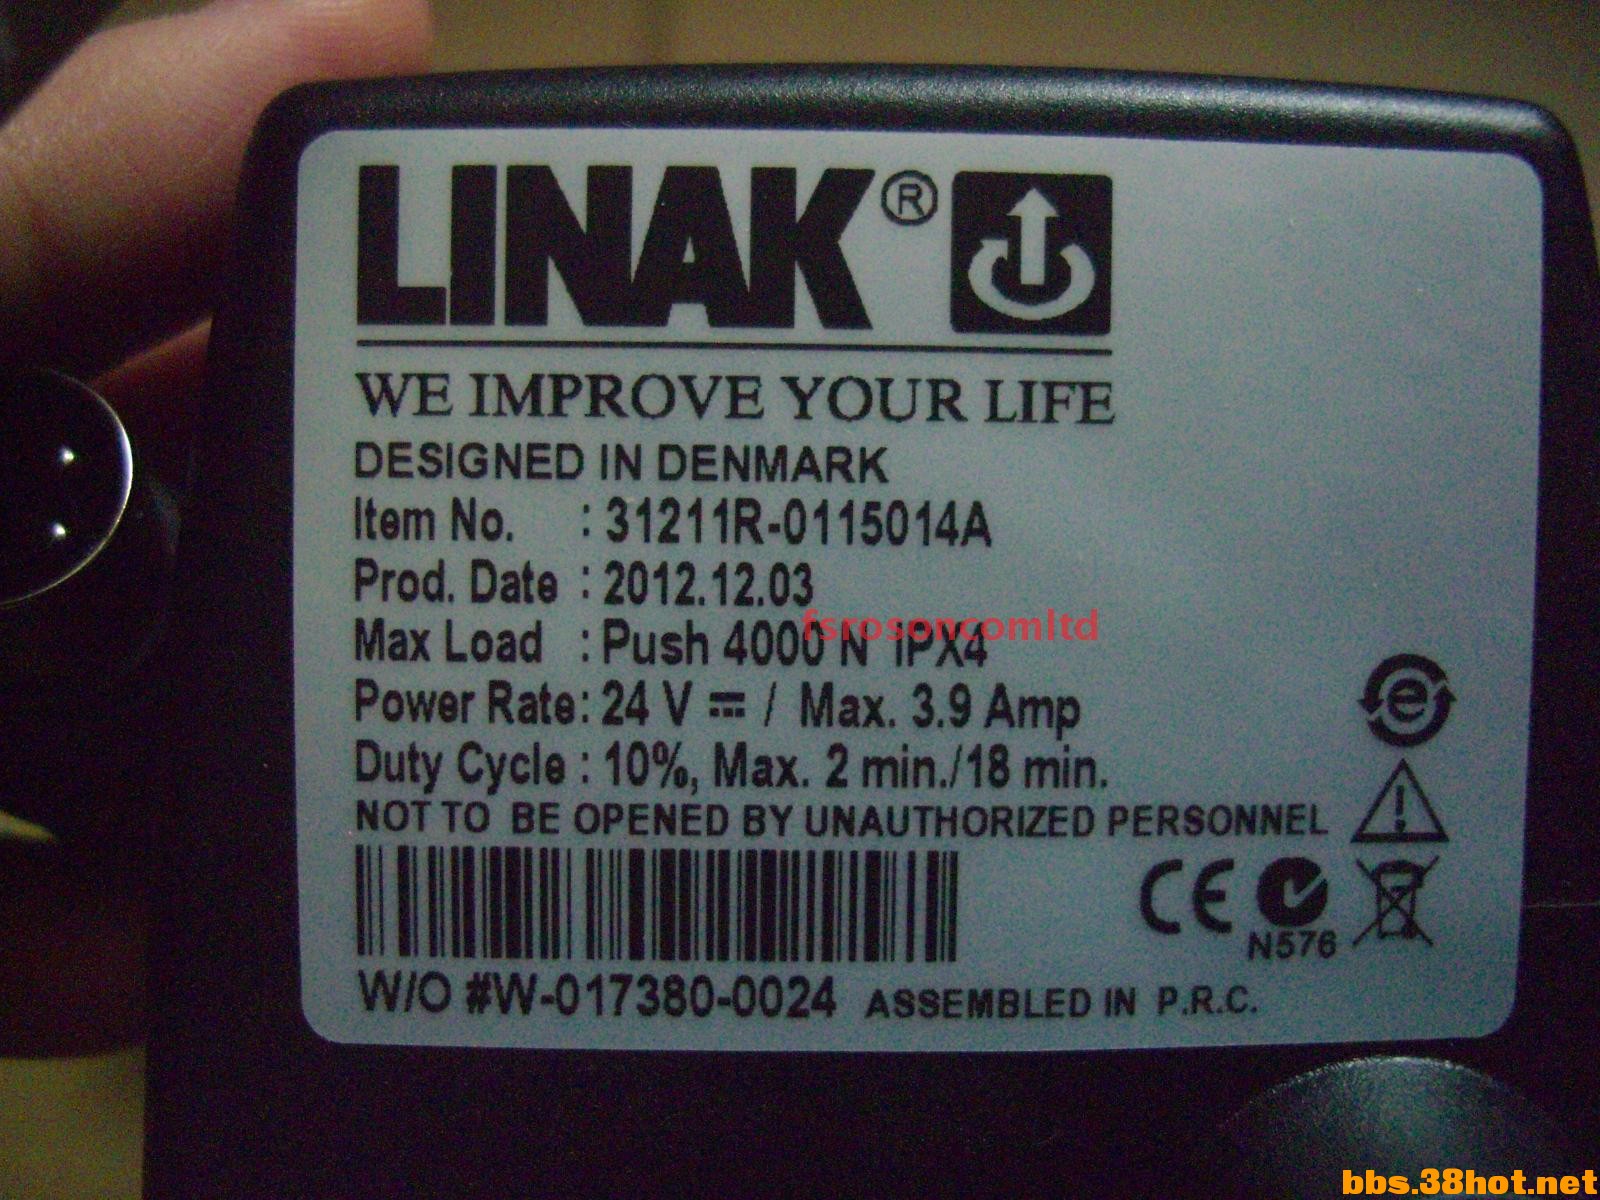 LINAK®
WE IMPROVE YOUR LIFE
DESIGNED IN DENMARK
Item No. : 31211R-0115014A
Prod. Date : 2012.12.03
fsrosoncomltd
Max Load : Push 4000 N IPX4
Power Rate: 24 V ⎓ / Max. 3.9 Amp
e
Duty Cycle : 10%, Max. 2 min./18 min.
NOT TO BE OPENED BY UNAUTHORIZED PERSONNEL
!
CE
N576
W/O #W-017380-0024 ASSEMBLED IN P.R.C.
bbs.38hot.net